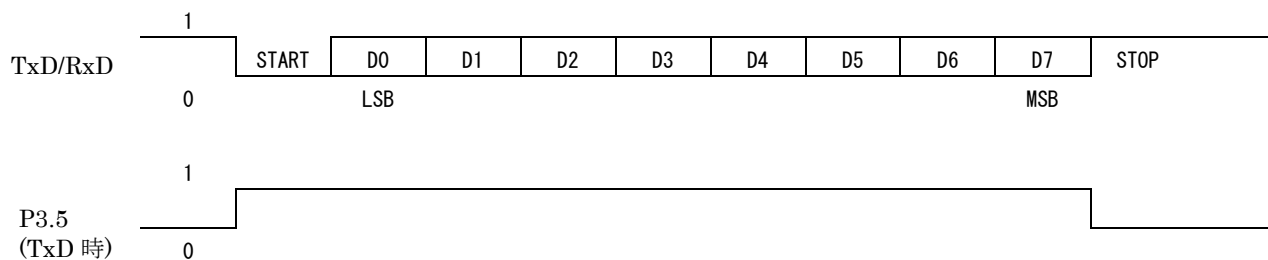 1
TxD/RxD START D0 D1 D2 D3 D4 D5 D6 D7 STOP
0 LSB MSB
1
P3.5
(TxD 時) 0